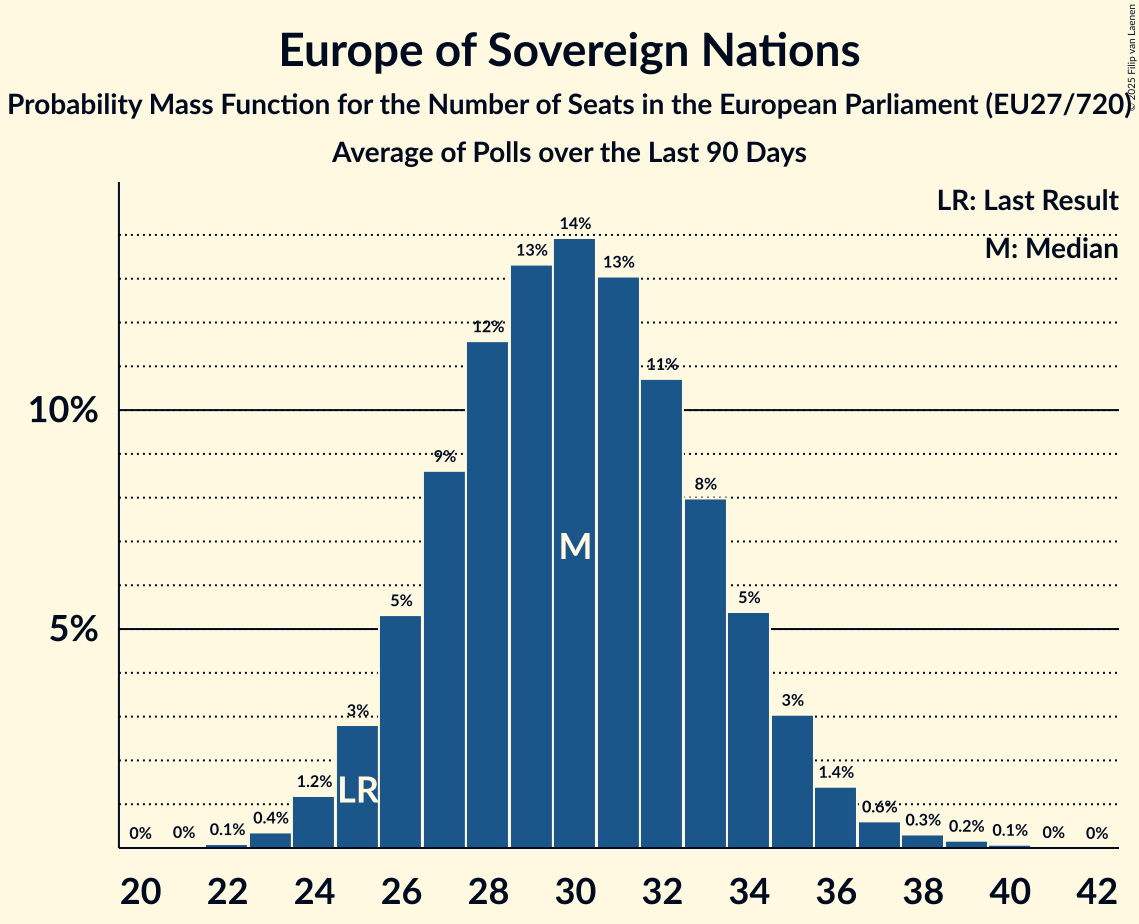 Europe of Sovereign Nations
© 2025 Filip van Laenen
Probability Mass Function for the Number of Seats in the European Parliament (EU27/720)
Average of Polls over the Last 90 Days
LR: Last Result
M: Median
14%
13%
13%
12%
11%
10%
9%
8%
M
5%
5%
5%
3%
3%
LR
1.2%
1.4%
0%
0%
0.1%
0.4%
0.6%
0.3%
0.2%
0.1%
0%
0%
20 22 24 26 28 30 32 34 36 38 40 42